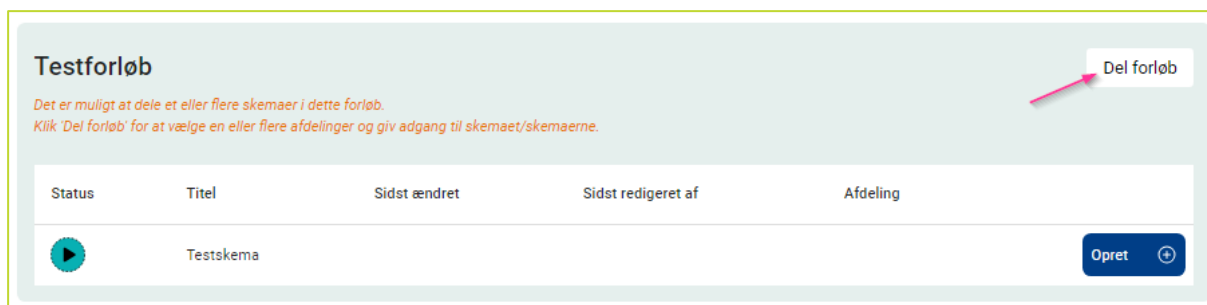 Testforløb
Del forløb
Det er muligt at dele et eller flere skemaer i dette forløb.
Klik 'Del forløb' for at vælge en eller flere afdelinger og giv adgang til skemaet/skemaerne.
Status Titel Sidst ændret Sidst redigeret af Afdeling
Testskema Opret